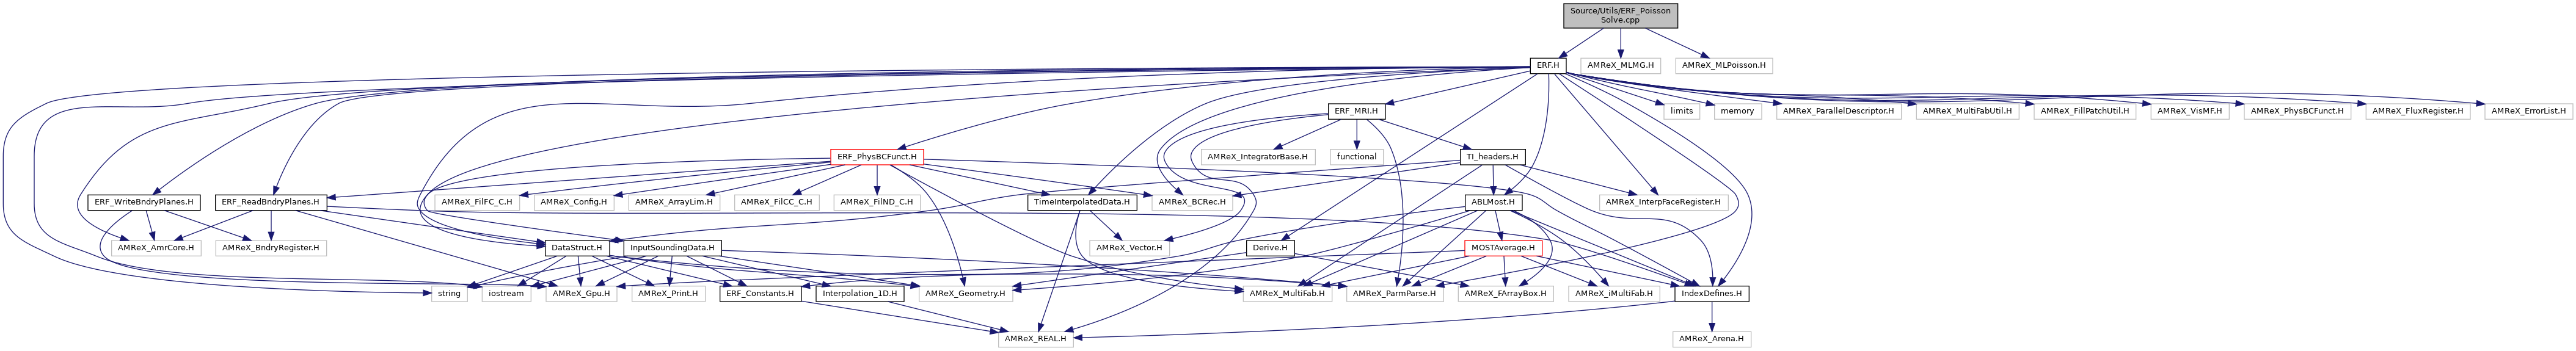 Source/Utils/ERF_Poisson
Solve.cpp
ERF.H
AMReX_MLMG.H
AMReX_MLPoisson.H
ERF_MRI.H
limits
memory
AMReX_ParallelDescriptor.H
AMReX_MultiFabUtil.H
AMReX_FillPatchUtil.H
AMReX_VisMF.H
AMReX_PhysBCFunct.H
AMReX_FluxRegister.H
AMReX_ErrorList.H
ERF_PhysBCFunct.H
AMReX_IntegratorBase.H
functional
TI_headers.H
ERF_WriteBndryPlanes.H
ERF_ReadBndryPlanes.H
AMReX_FilFC_C.H
AMReX_Config.H
AMReX_ArrayLim.H
AMReX_FilCC_C.H
AMReX_FilND_C.H
TimeInterpolatedData.H
AMReX_BCRec.H
ABLMost.H
AMReX_InterpFaceRegister.H
AMReX_AmrCore.H
AMReX_BndryRegister.H
DataStruct.H
InputSoundingData.H
AMReX_Vector.H
Derive.H
MOSTAverage.H
string
iostream
AMReX_Gpu.H
AMReX_Print.H
ERF_Constants.H
Interpolation_1D.H
AMReX_Geometry.H
AMReX_MultiFab.H
AMReX_ParmParse.H
AMReX_FArrayBox.H
AMReX_iMultiFab.H
IndexDefines.H
AMReX_REAL.H
AMReX_Arena.H